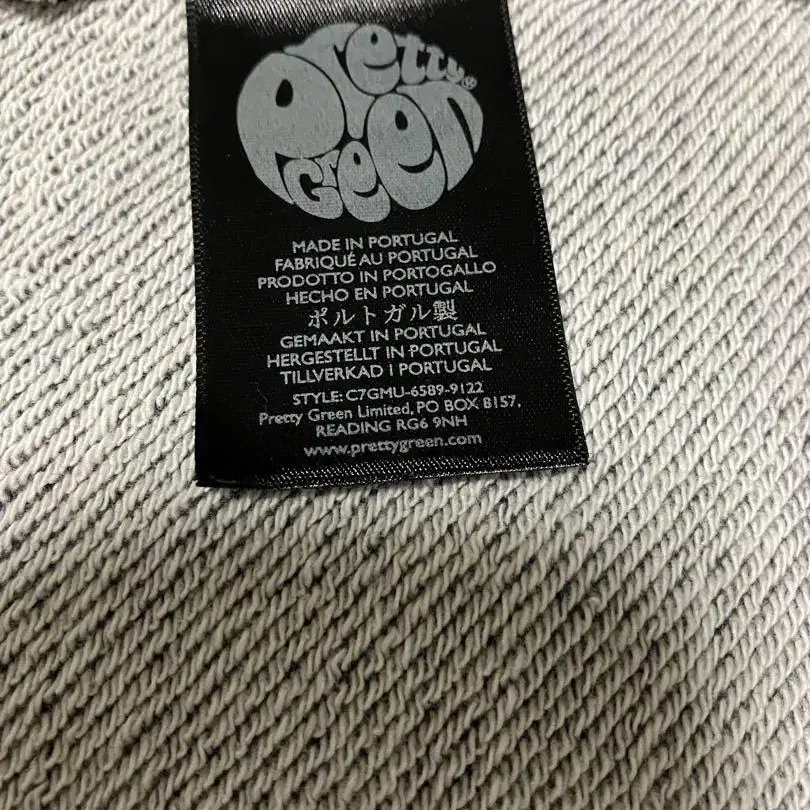 Pretty
Green®
MADE IN PORTUGAL
FABRIQUÉ AU PORTUGAL
PRODOTTO IN PORTOGALLO
HECHO EN PORTUGAL
ポルトガル製
GEMAAKT IN PORTUGAL
HERGESTELLT IN PORTUGAL
TILLVERKAD I PORTUGAL
STYLE: C7GMU-6589-9122
Pretty Green Limited, PO BOX 8157,
READING RG6 9NH
www.prettygreen.com